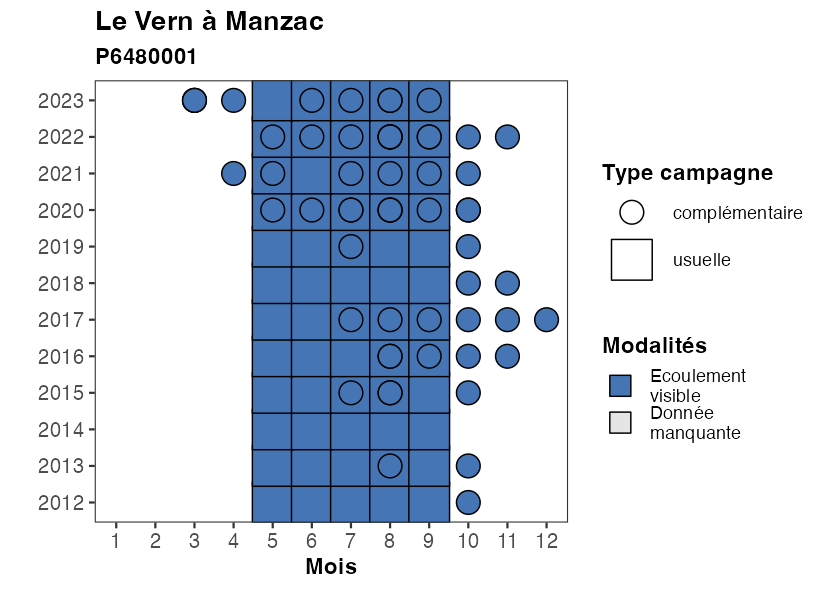 Le Vern à Manzac
P6480001
2023
2022
2021
2020
2019
2018
2017
2016
2015
2014
2013
2012
1 2 3 4 5 6 7 8 9 10 11 12
Mois
Type campagne
complémentaire
usuelle
Modalités
Ecoulement
visible
Donnée
manquante